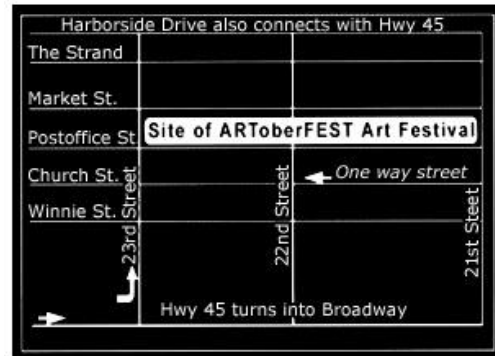 Harborside Drive also connects with Hwy 45
The Strand
Market St.
Postoffice St
Site of ARToberFEST Art Festival
Church St.
One way street
Winnie St.
23rd Street
22nd Street
21st Steet
Hwy 45 turns into Broadway